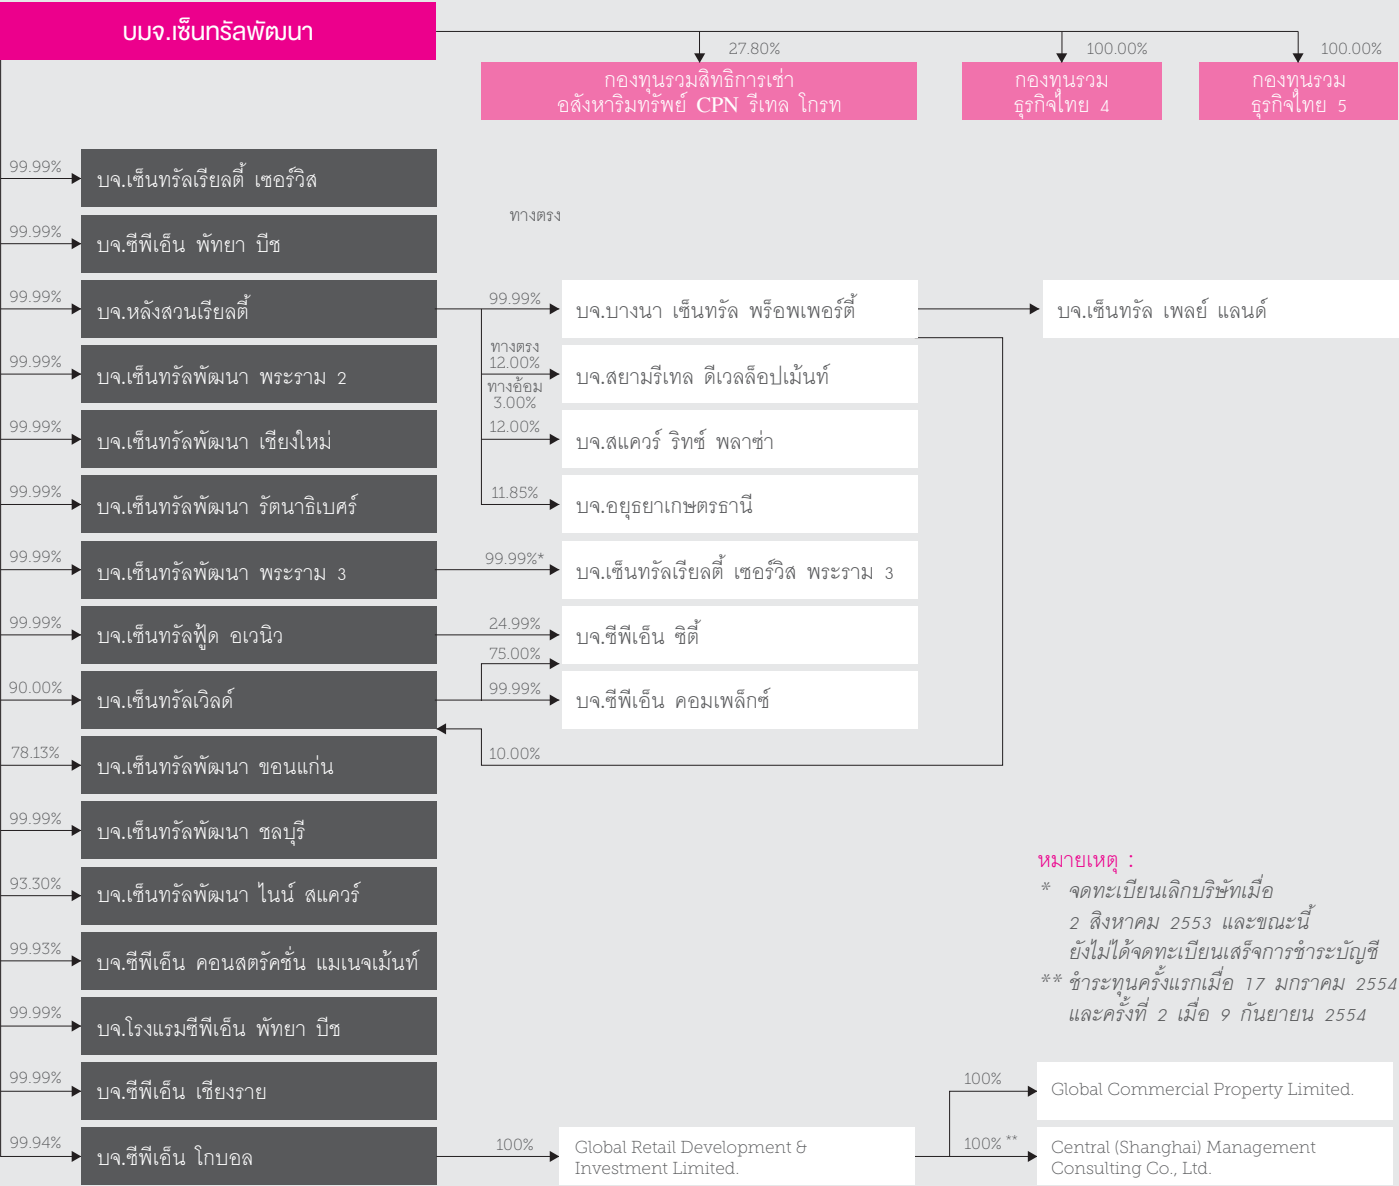 บมจ.เซ็นทรัลพัฒนา
27.80%
100.00%
100.00%
กองทุนรวมสิทธิการเช่า
อสังหาริมทรัพย์ CPN รีเทล โกรท
กองทุนรวม
ธุรกิจไทย 4
กองทุนรวม
ธุรกิจไทย 5
99.99%
บจ.เซ็นทรัลเรียลตี้ เซอร์วิส
ทางตรง
99.99%
บจ.ซีพีเอ็น พัทยา บีช
99.99%
บจ.หลังสวนเรียลตี้
99.99%
บจ.บางนา เซ็นทรัล พร็อพเพอร์ตี้
บจ.เซ็นทรัล เพลย์ แลนด์
99.99%
บจ.เซ็นทรัลพัฒนา พระราม 2
ทางตรง
12.00%
ทางอ้อม
3.00%
บจ.สยามรีเทล ดีเวลล็อปเม้นท์
99.99%
บจ.เซ็นทรัลพัฒนา เชียงใหม่
12.00%
บจ.สแควร์ ริทซ์ พลาซ่า
99.99%
บจ.เซ็นทรัลพัฒนา รัตนาธิเบศร์
11.85%
บจ.อยุธยาเกษตรธานี
99.99%
บจ.เซ็นทรัลพัฒนา พระราม 3
99.99%*
บจ.เซ็นทรัลเรียลตี้ เซอร์วิส พระราม 3
99.99%
บจ.เซ็นทรัลฟู้ด อเวนิว
24.99%
บจ.ซีพีเอ็น ซิตี้
75.00%
90.00%
บจ.เซ็นทรัลเวิลด์
99.99%
บจ.ซีพีเอ็น คอมเพล็กซ์
10.00%
78.13%
บจ.เซ็นทรัลพัฒนา ขอนแก่น
99.99%
บจ.เซ็นทรัลพัฒนา ชลบุรี
93.30%
บจ.เซ็นทรัลพัฒนา ไนน์ สแควร์
99.93%
บจ.ซีพีเอ็น คอนสตรัคชั่น แมเนจเม้นท์
99.99%
บจ.โรงแรมซีพีเอ็น พัทยา บีช
99.99%
บจ.ซีพีเอ็น เชียงราย
99.94%
บจ.ซีพีเอ็น โกบอล
หมายเหตุ :
* จดทะเบียนเลิกบริษัทเมื่อ
2 สิงหาคม 2553 และขณะนี้
ยังไม่ได้จดทะเบียนเสร็จการชำระบัญชี
** ชำระทุนครั้งแรกเมื่อ 17 มกราคม 2554
และครั้งที่ 2 เมื่อ 9 กันยายน 2554
100%
Global Retail Development &
Investment Limited.
100%
Global Commercial Property Limited.
100% **
Central (Shanghai) Management
Consulting Co., Ltd.